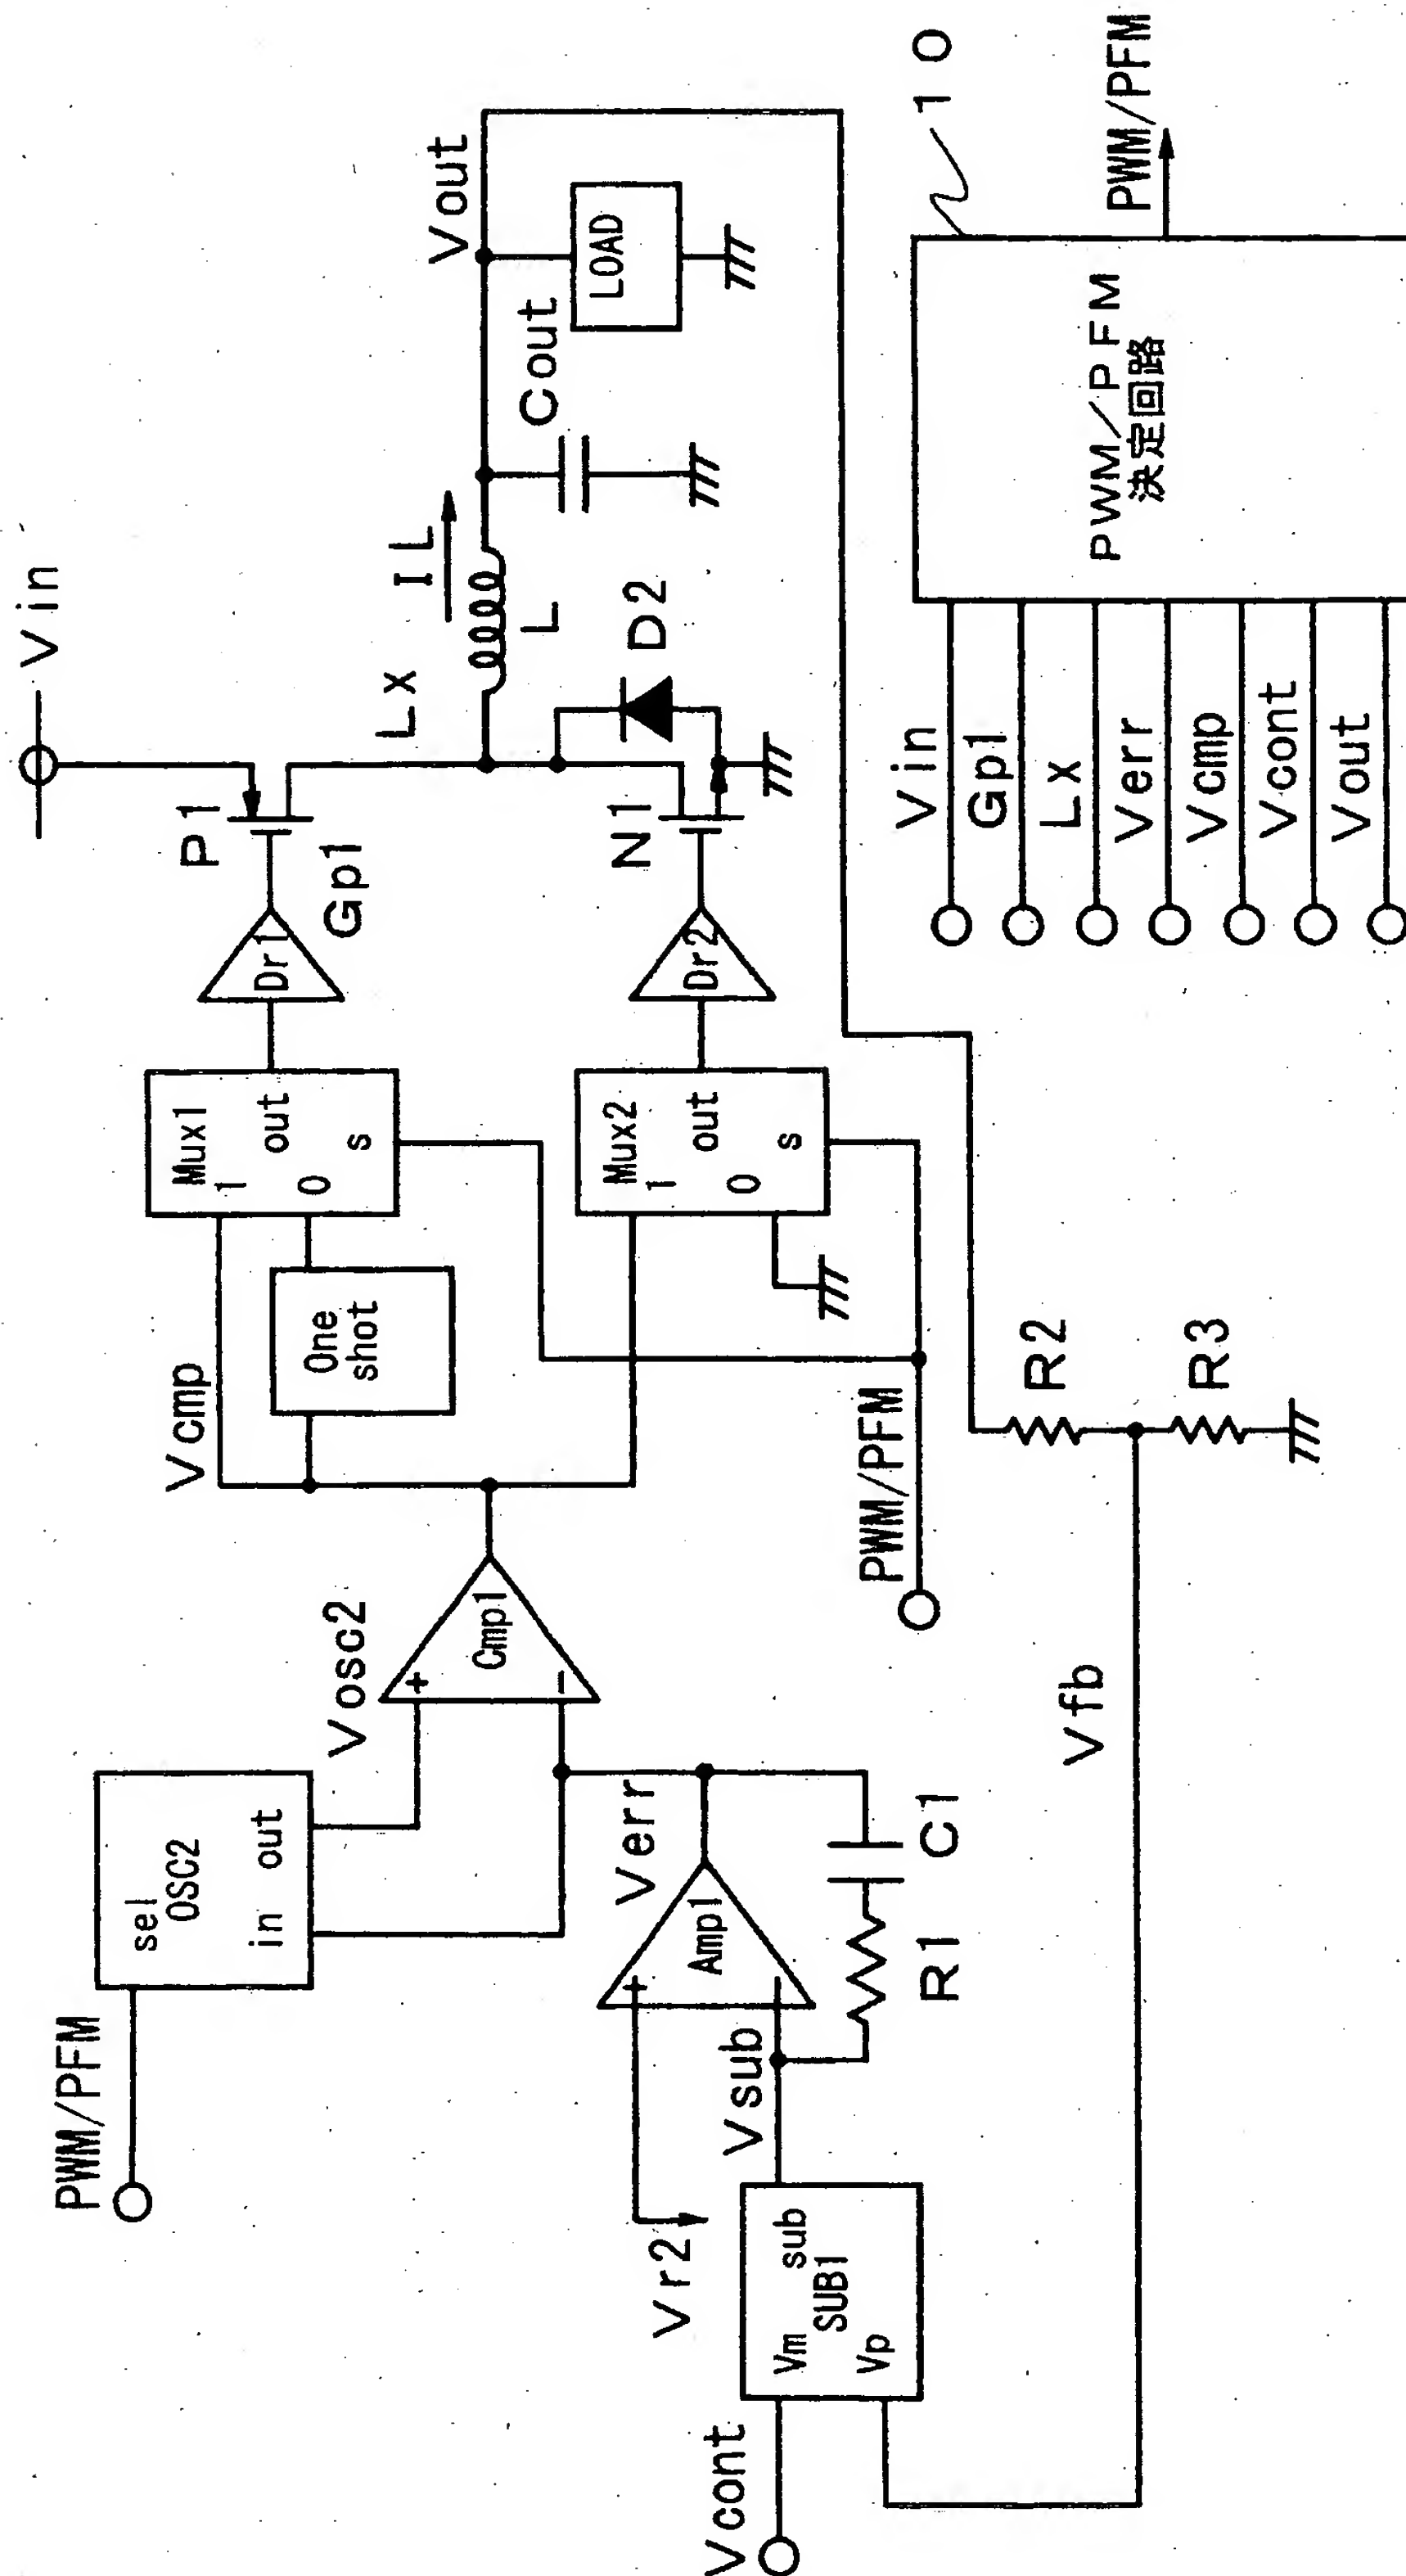 Vin
P1
Gp1
Dr1
Mux1
1
out
0
s
One
shot
Vcmp
Lx
IL
L
Vout
Cout
LOAD
D2
N1
Dr2
Mux2
1
out
0
s
PWM/PFM
Vosc2
Cmp1
+
−
PWM/PFM
sel
OSC2
in
out
Verr
Amp1
+
−
C1
R1
Vr2
Vsub
Vm
sub
SUB1
Vp
Vcont
Vfb
R2
R3
Vin
Gp1
Lx
Verr
Vcmp
Vcont
Vout
PWM/PFM
決定回路
PWM/PFM
10